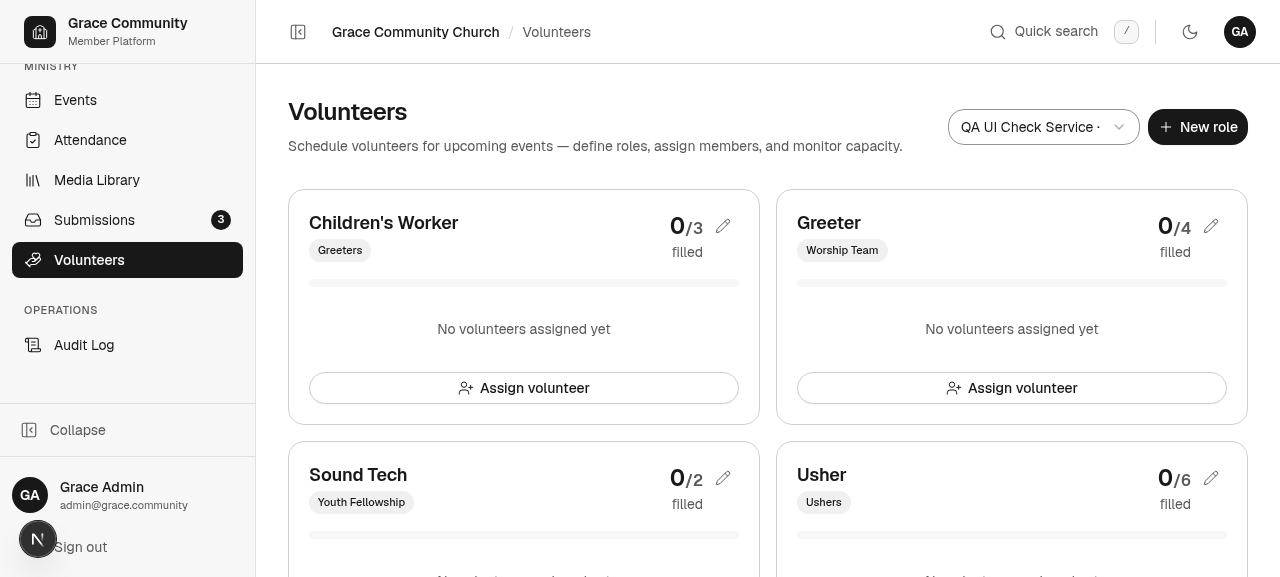 Grace Community
Member Platform
MINISTRY
Events
Attendance
Media Library
Submissions 3
Volunteers
OPERATIONS
Audit Log
Collapse
GA Grace Admin
admin@grace.community
N Sign out
Grace Community Church / Volunteers
Quick search /
GA
Volunteers
Schedule volunteers for upcoming events — define roles, assign members, and monitor capacity.
QA UI Check Service ·
New role
Children's Worker
Greeters
0/3
filled
No volunteers assigned yet
Assign volunteer
Greeter
Worship Team
0/4
filled
No volunteers assigned yet
Assign volunteer
Sound Tech
Youth Fellowship
0/2
filled
Usher
Ushers
0/6
filled